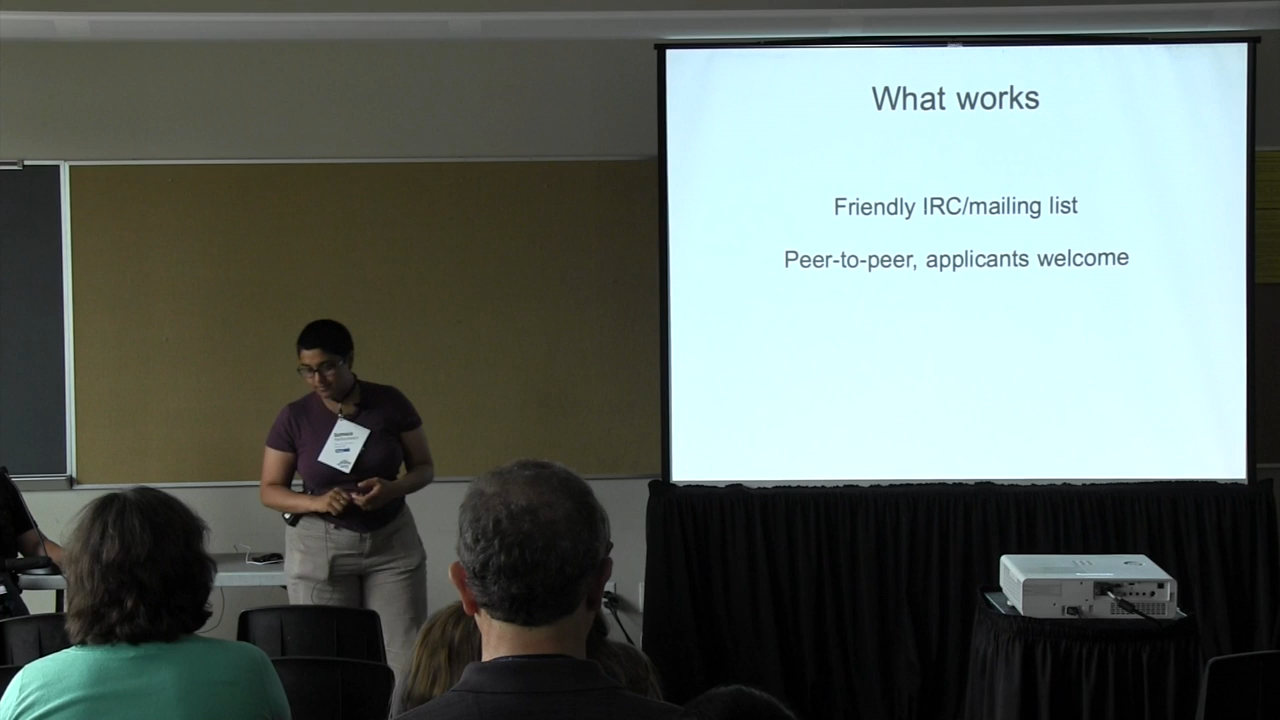 What works
Friendly IRC/mailing list
Peer-to-peer, applicants welcome